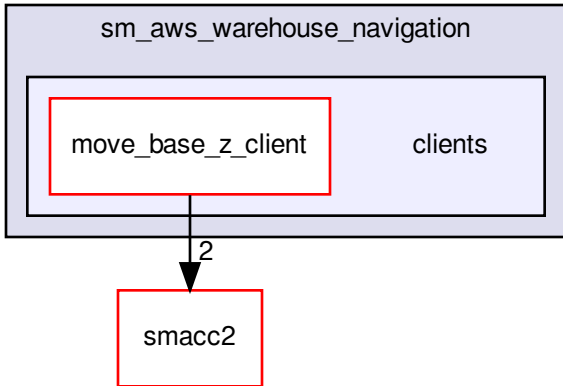 sm_aws_warehouse_navigation
move_base_z_client
clients
2
smacc2